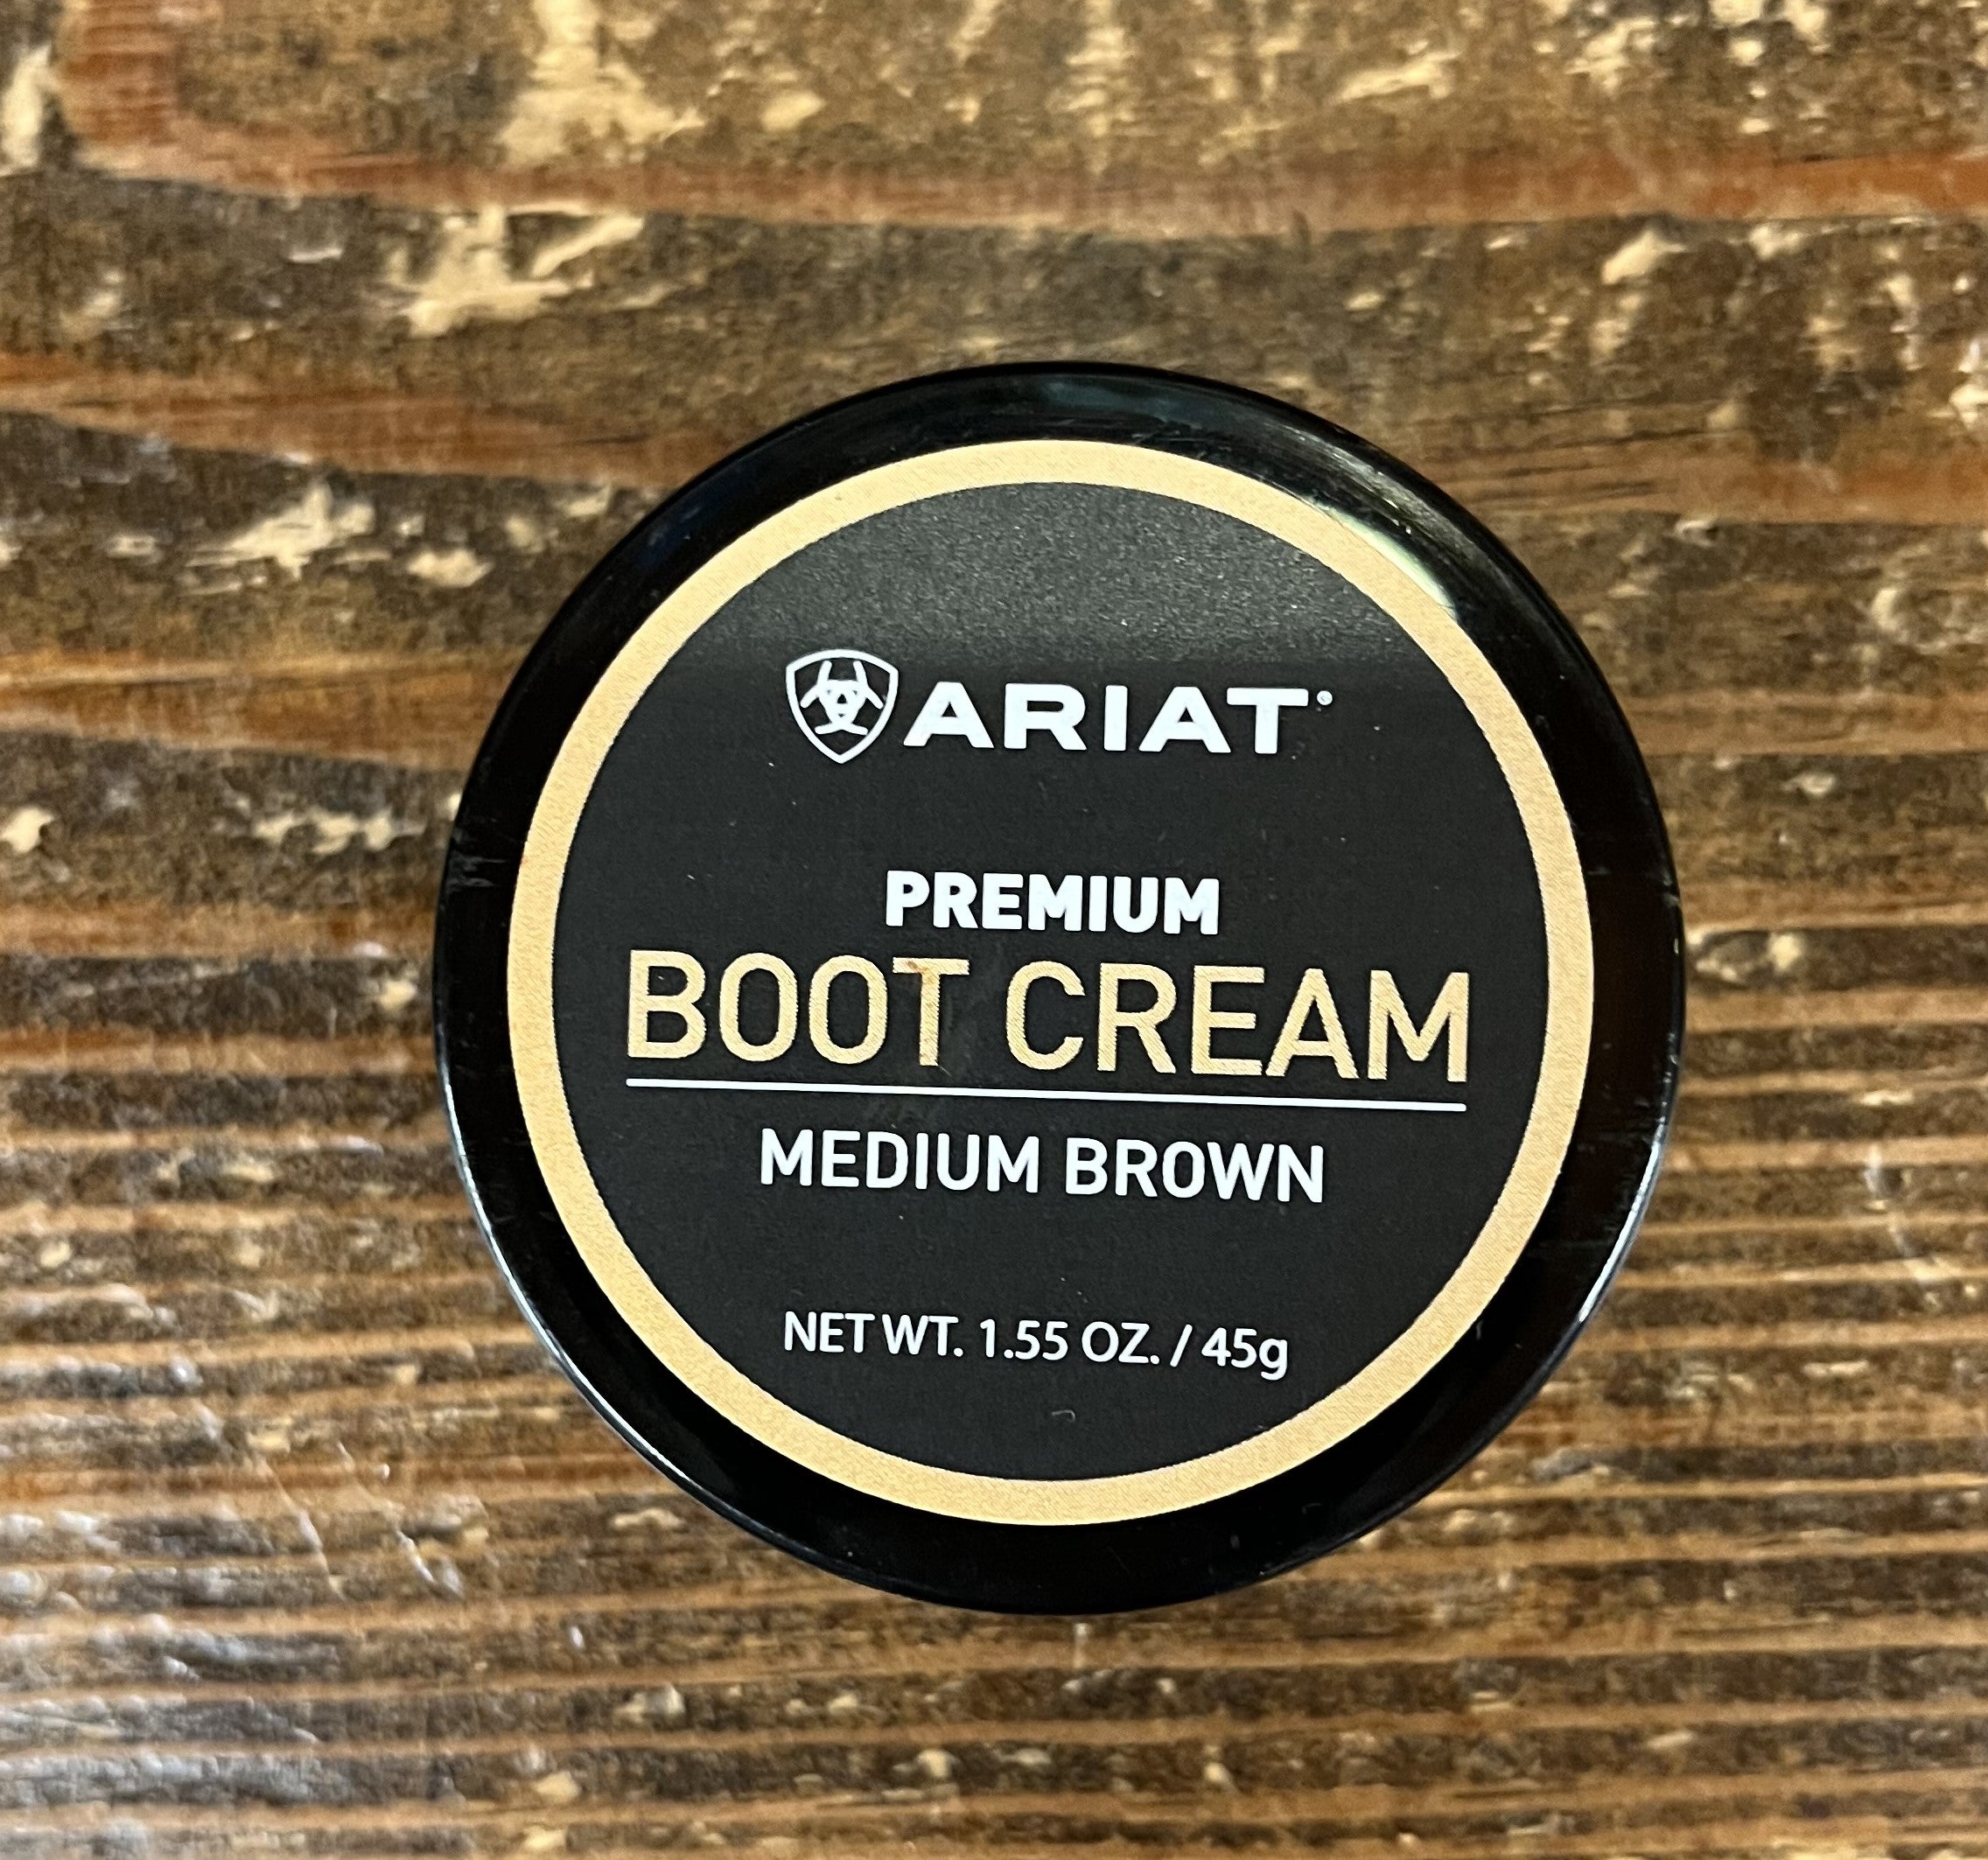 ARIAT®
PREMIUM
BOOT CREAM
MEDIUM BROWN
NET WT. 1.55 OZ. / 45g